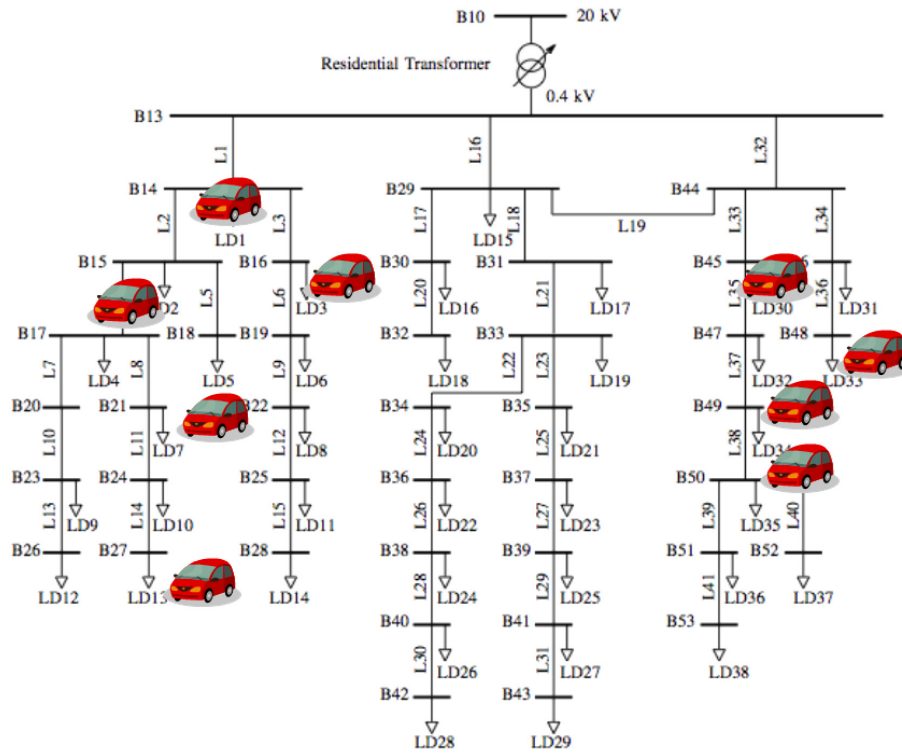 B10 20 kV
Residential Transformer
0.4 kV
B13
L1 L16 L32
B14 B29 B44
L2 L3 L17 L18 L19 L33 L34
LD1 LD15
B15 B16 B30 B31 B45
L5 L6 L20 L21 L35 L36
LD3 LD16 LD17 LD30 LD31
B17 B18 B19 B32 B33 B47 B48
L7 L8 L9 L22 L23 L37
LD4 LD5 LD6 LD18 LD19 LD32 LD33
B20 B21 B22 B34 B35 B49
L10 L11 L12 L24 L25 L38
LD7 LD8 LD20 LD21
B23 B24 B25 B36 B37 B50
L13 L14 L15 L26 L27 L39 L40
LD9 LD10 LD11 LD22 LD23 LD35
B26 B27 B28 B38 B39 B51 B52
L28 L29 L41
LD12 LD13 LD14 LD24 LD25 LD36 LD37
B40 B41 B53
L30 L31
LD26 LD27 LD38
B42 B43
LD28 LD29